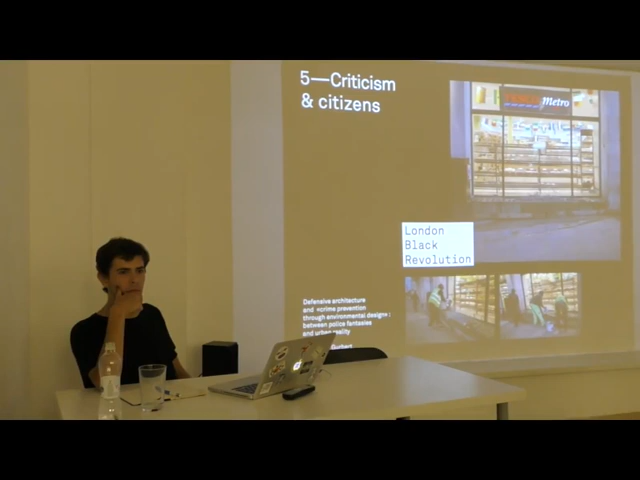 5—Criticism
& citizens
TESCO Metro
London
Black
Revolution
Defensive architecture
and «crime prevention
through environmental design» :
between police fantasies
and urban reality